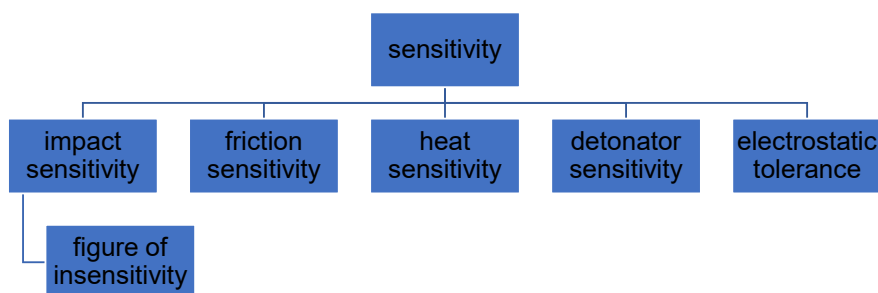 sensitivity
impact
sensitivity
friction
sensitivity
heat
sensitivity
detonator
sensitivity
electrostatic
tolerance
figure of
insensitivity